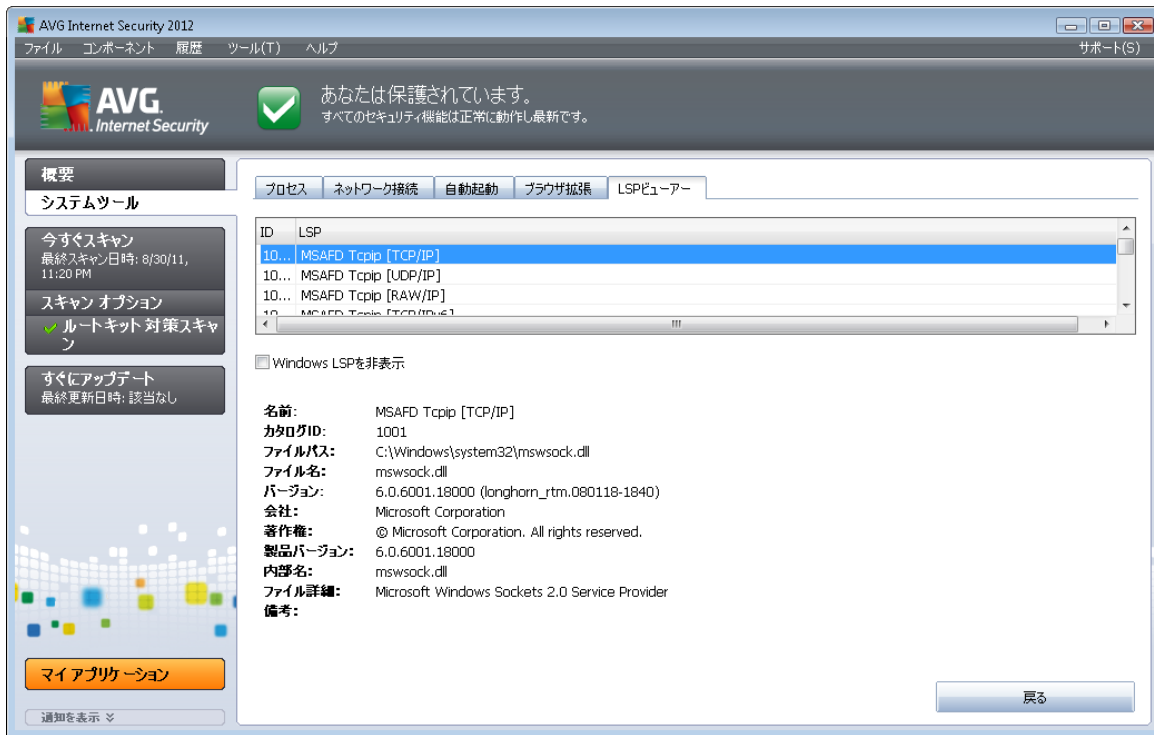 AVG Internet Security 2012
ファイル コンポーネント 履歴 ツール(T) ヘルプ サポート(S)
AVG.
Internet Security
あなたは保護されています。
すべてのセキュリティ機能は正常に動作し最新です。
概要
システムツール
今すぐスキャン
最終スキャン日時: 8/30/11,
11:20 PM
スキャン オプション
ルートキット 対策スキャ
ン
すぐにアップデート
最終更新日時: 該当なし
マイ アプリケーション
通知を表示
プロセス ネットワーク接続 自動起動 ブラウザ拡張 LSPビューアー
ID LSP
10... MSAFD Tcpip [TCP/IP]
10... MSAFD Tcpip [UDP/IP]
10... MSAFD Tcpip [RAW/IP]
10... MSAFD Tcpip [TCP/IPv6]
Windows LSPを非表示
名前: MSAFD Tcpip [TCP/IP]
カタログID: 1001
ファイルパス: C:\Windows\system32\mswsock.dll
ファイル名: mswsock.dll
バージョン: 6.0.6001.18000 (longhorn_rtm.080118-1840)
会社: Microsoft Corporation
著作権: © Microsoft Corporation. All rights reserved.
製品バージョン: 6.0.6001.18000
内部名: mswsock.dll
ファイル詳細: Microsoft Windows Sockets 2.0 Service Provider
備考:
戻る